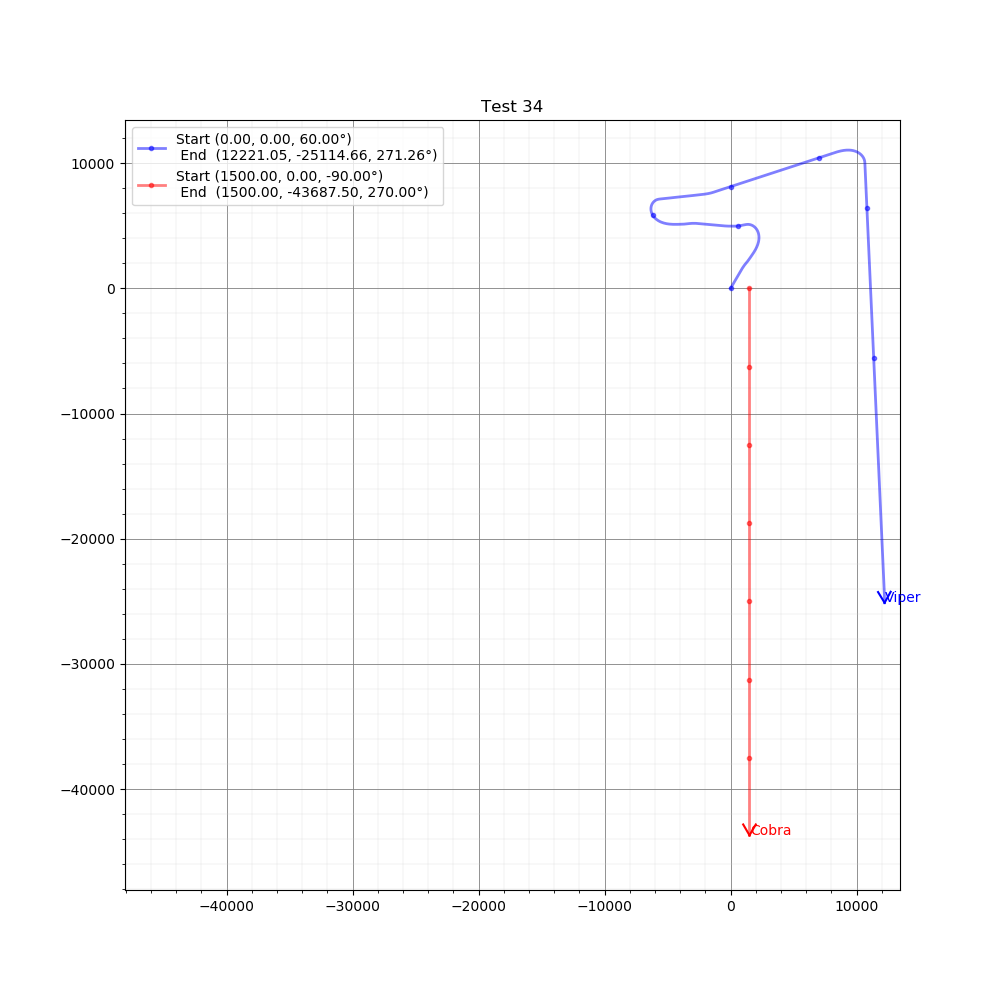 Test 34
Start (0.00, 0.00, 60.00°)
End  (12221.05, -25114.66, 271.26°)
Start (1500.00, 0.00, -90.00°)
End  (1500.00, -43687.50, 270.00°)
10000
0
−10000
−20000
−30000
−40000
Viper
Cobra
−40000
−30000
−20000
−10000
0
10000